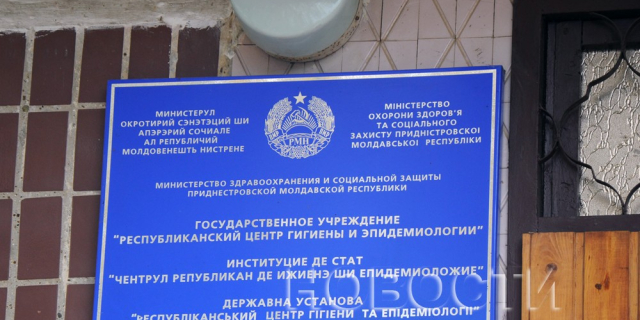 МИНИСТЕРУЛ
ОКРОТИРИЙ СЭНЭТЭЦИЙ ШИ
АПЭРЭРИЙ СОЧИАЛЕ
АЛ РЕПУБЛИЧИЙ
МОЛДОВЕНЕШТЬ НИСТРЕНЕ
РМН
МІНІСТЕРСТВО
ОХОРОНИ ЗДОРОВ'Я
ТА СОЦІАЛЬНОГО
ЗАХИСТУ ПРИДНІСТРОВСЬКОЇ
МОЛДАВСЬКОЇ РЕСПУБЛІКИ
МИНИСТЕРСТВО ЗДРАВООХРАНЕНИЯ И СОЦИАЛЬНОЙ ЗАЩИТЫ
ПРИДНЕСТРОВСКОЙ МОЛДАВСКОЙ РЕСПУБЛИКИ
ГОСУДАРСТВЕННОЕ УЧРЕЖДЕНИЕ
"РЕСПУБЛИКАНСКИЙ ЦЕНТР ГИГИЕНЫ И ЭПИДЕМИОЛОГИИ"
ИНСТИТУЦИЕ ДЕ СТАТ
"ЧЕНТРУЛ РЕПУБЛИКАН ДЕ ИЖИЕНЭ ШИ ЕПИДЕМИОЛОЖИЕ"
ДЕРЖАВНА УСТАНОВА
"РЕСПУБЛІКАНСЬКИЙ ЦЕНТР ГІГІЄНИ ТА ЕПІДЕМІОЛОГІЇ"
НОВОСТИ